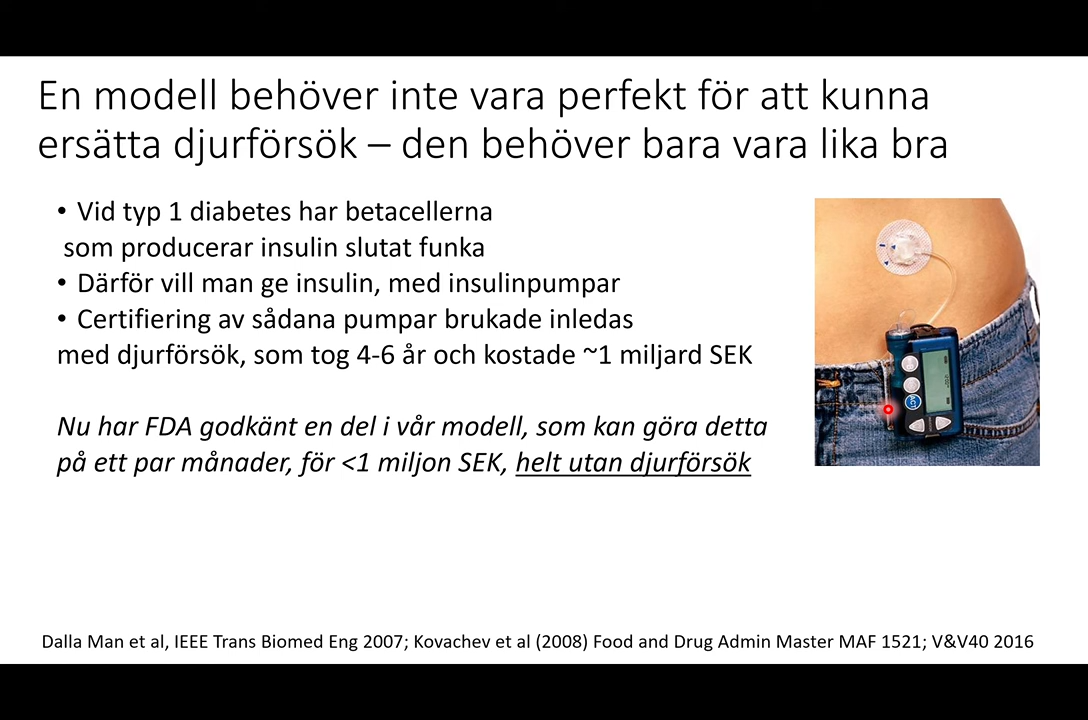 En modell behöver inte vara perfekt för att kunna
ersätta djurförsök – den behöver bara vara lika bra
• Vid typ 1 diabetes har betacellerna
som producerar insulin slutat funka
• Därför vill man ge insulin, med insulinpumpar
• Certifiering av sådana pumpar brukade inledas
med djurförsök, som tog 4-6 år och kostade ~1 miljard SEK
Nu har FDA godkänt en del i vår modell, som kan göra detta
på ett par månader, för <1 miljon SEK, helt utan djurförsök
Dalla Man et al, IEEE Trans Biomed Eng 2007; Kovachev et al (2008) Food and Drug Admin Master MAF 1521; V&V40 2016